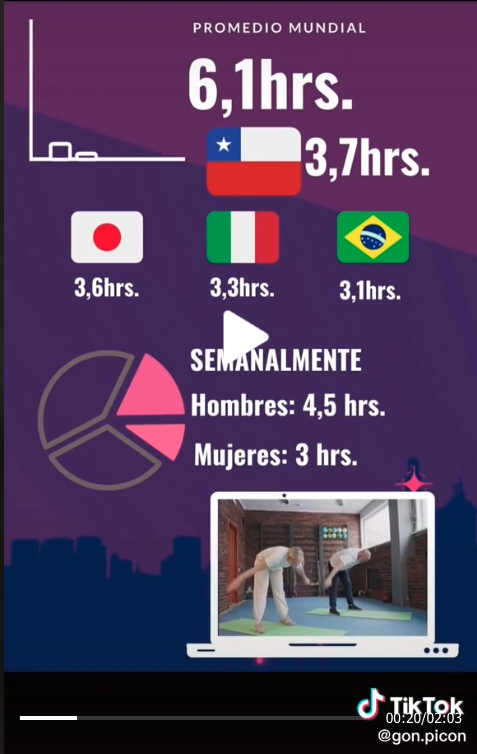 PROMEDIO MUNDIAL
6,1hrs.
3,7hrs.
3,6hrs.
3,3hrs.
3,1hrs.
SEMANALMENTE
Hombres: 4,5 hrs.
Mujeres: 3 hrs.
TikTok
00:20/02:03
@gon.picon